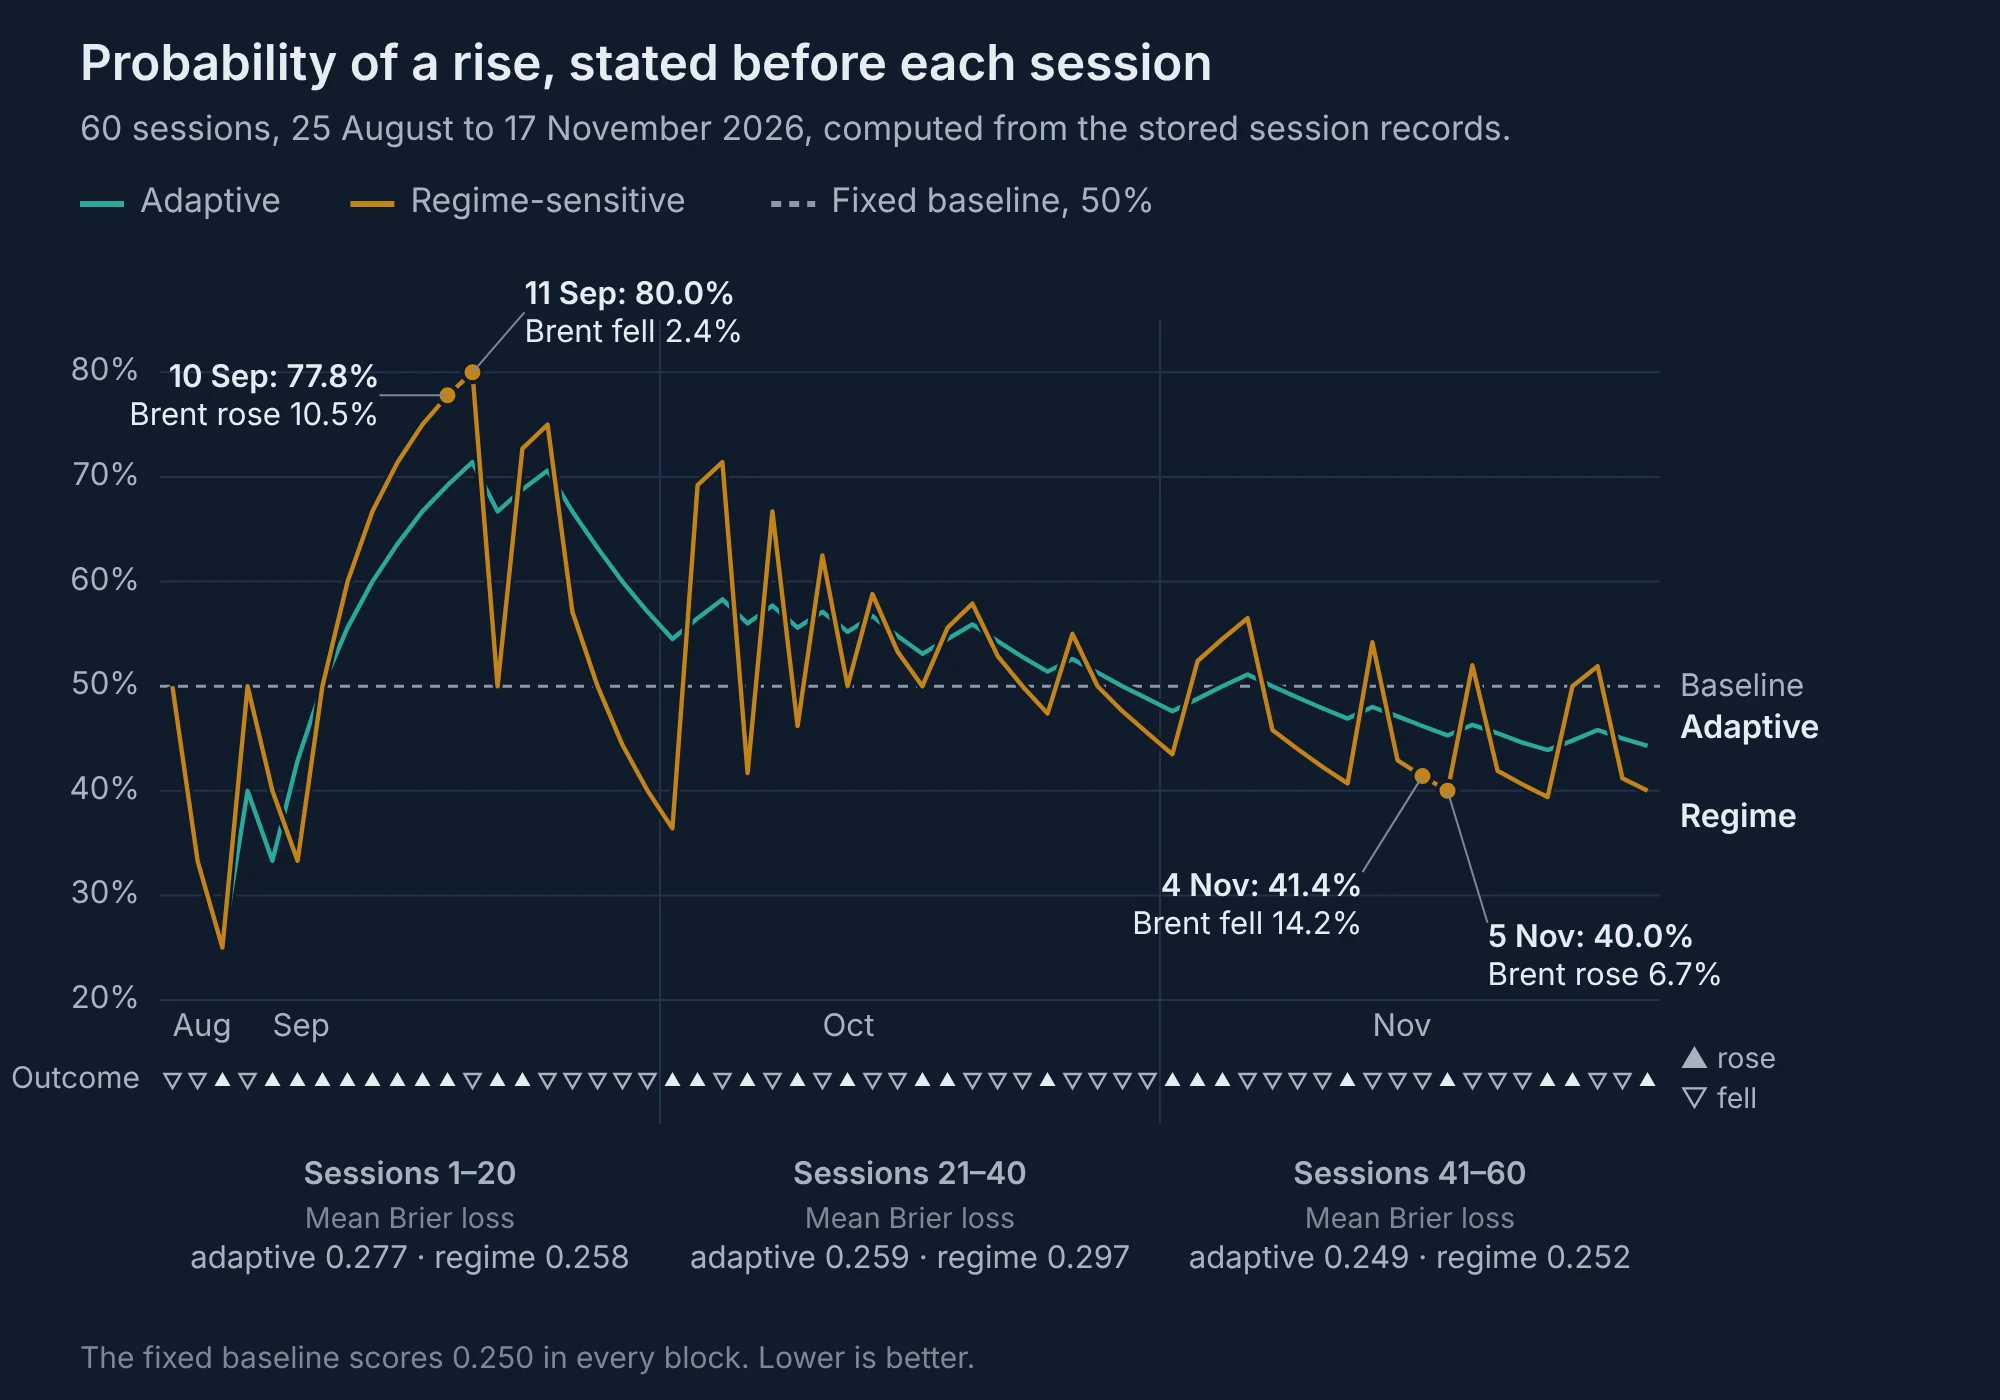 Probability of a rise, stated before each session
60 sessions, 25 August to 17 November 2026, computed from the stored session records.
Adaptive
Regime-sensitive
Fixed baseline, 50%
11 Sep: 80.0%
Brent fell 2.4%
10 Sep: 77.8%
Brent rose 10.5%
80%
70%
60%
50%
40%
30%
20%
Baseline
Adaptive
Regime
4 Nov: 41.4%
Brent fell 14.2%
5 Nov: 40.0%
Brent rose 6.7%
Aug
Sep
Oct
Nov
Outcome
rose
fell
Sessions 1–20
Mean Brier loss
adaptive 0.277 · regime 0.258
Sessions 21–40
Mean Brier loss
adaptive 0.259 · regime 0.297
Sessions 41–60
Mean Brier loss
adaptive 0.249 · regime 0.252
The fixed baseline scores 0.250 in every block. Lower is better.